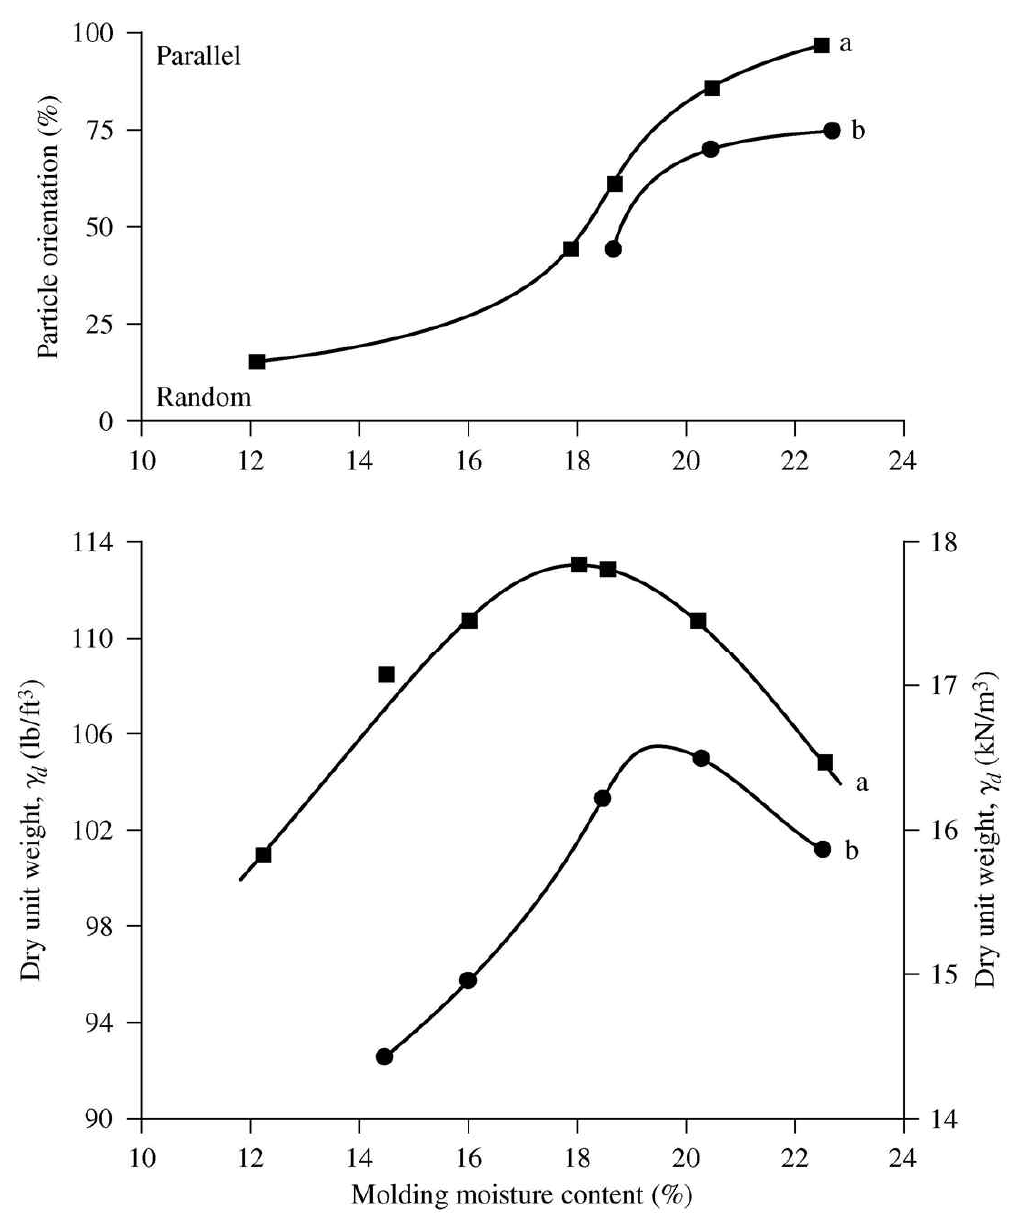 100
75
50
25
0
Particle orientation (%)
Parallel
Random
a
b
10 12 14 16 18 20 22 24
114
110
106
102
98
94
90
Dry unit weight, γd (lb/ft³)
18
17
16
15
14
Dry unit weight, γd (kN/m³)
a
b
10 12 14 16 18 20 22 24
Molding moisture content (%)